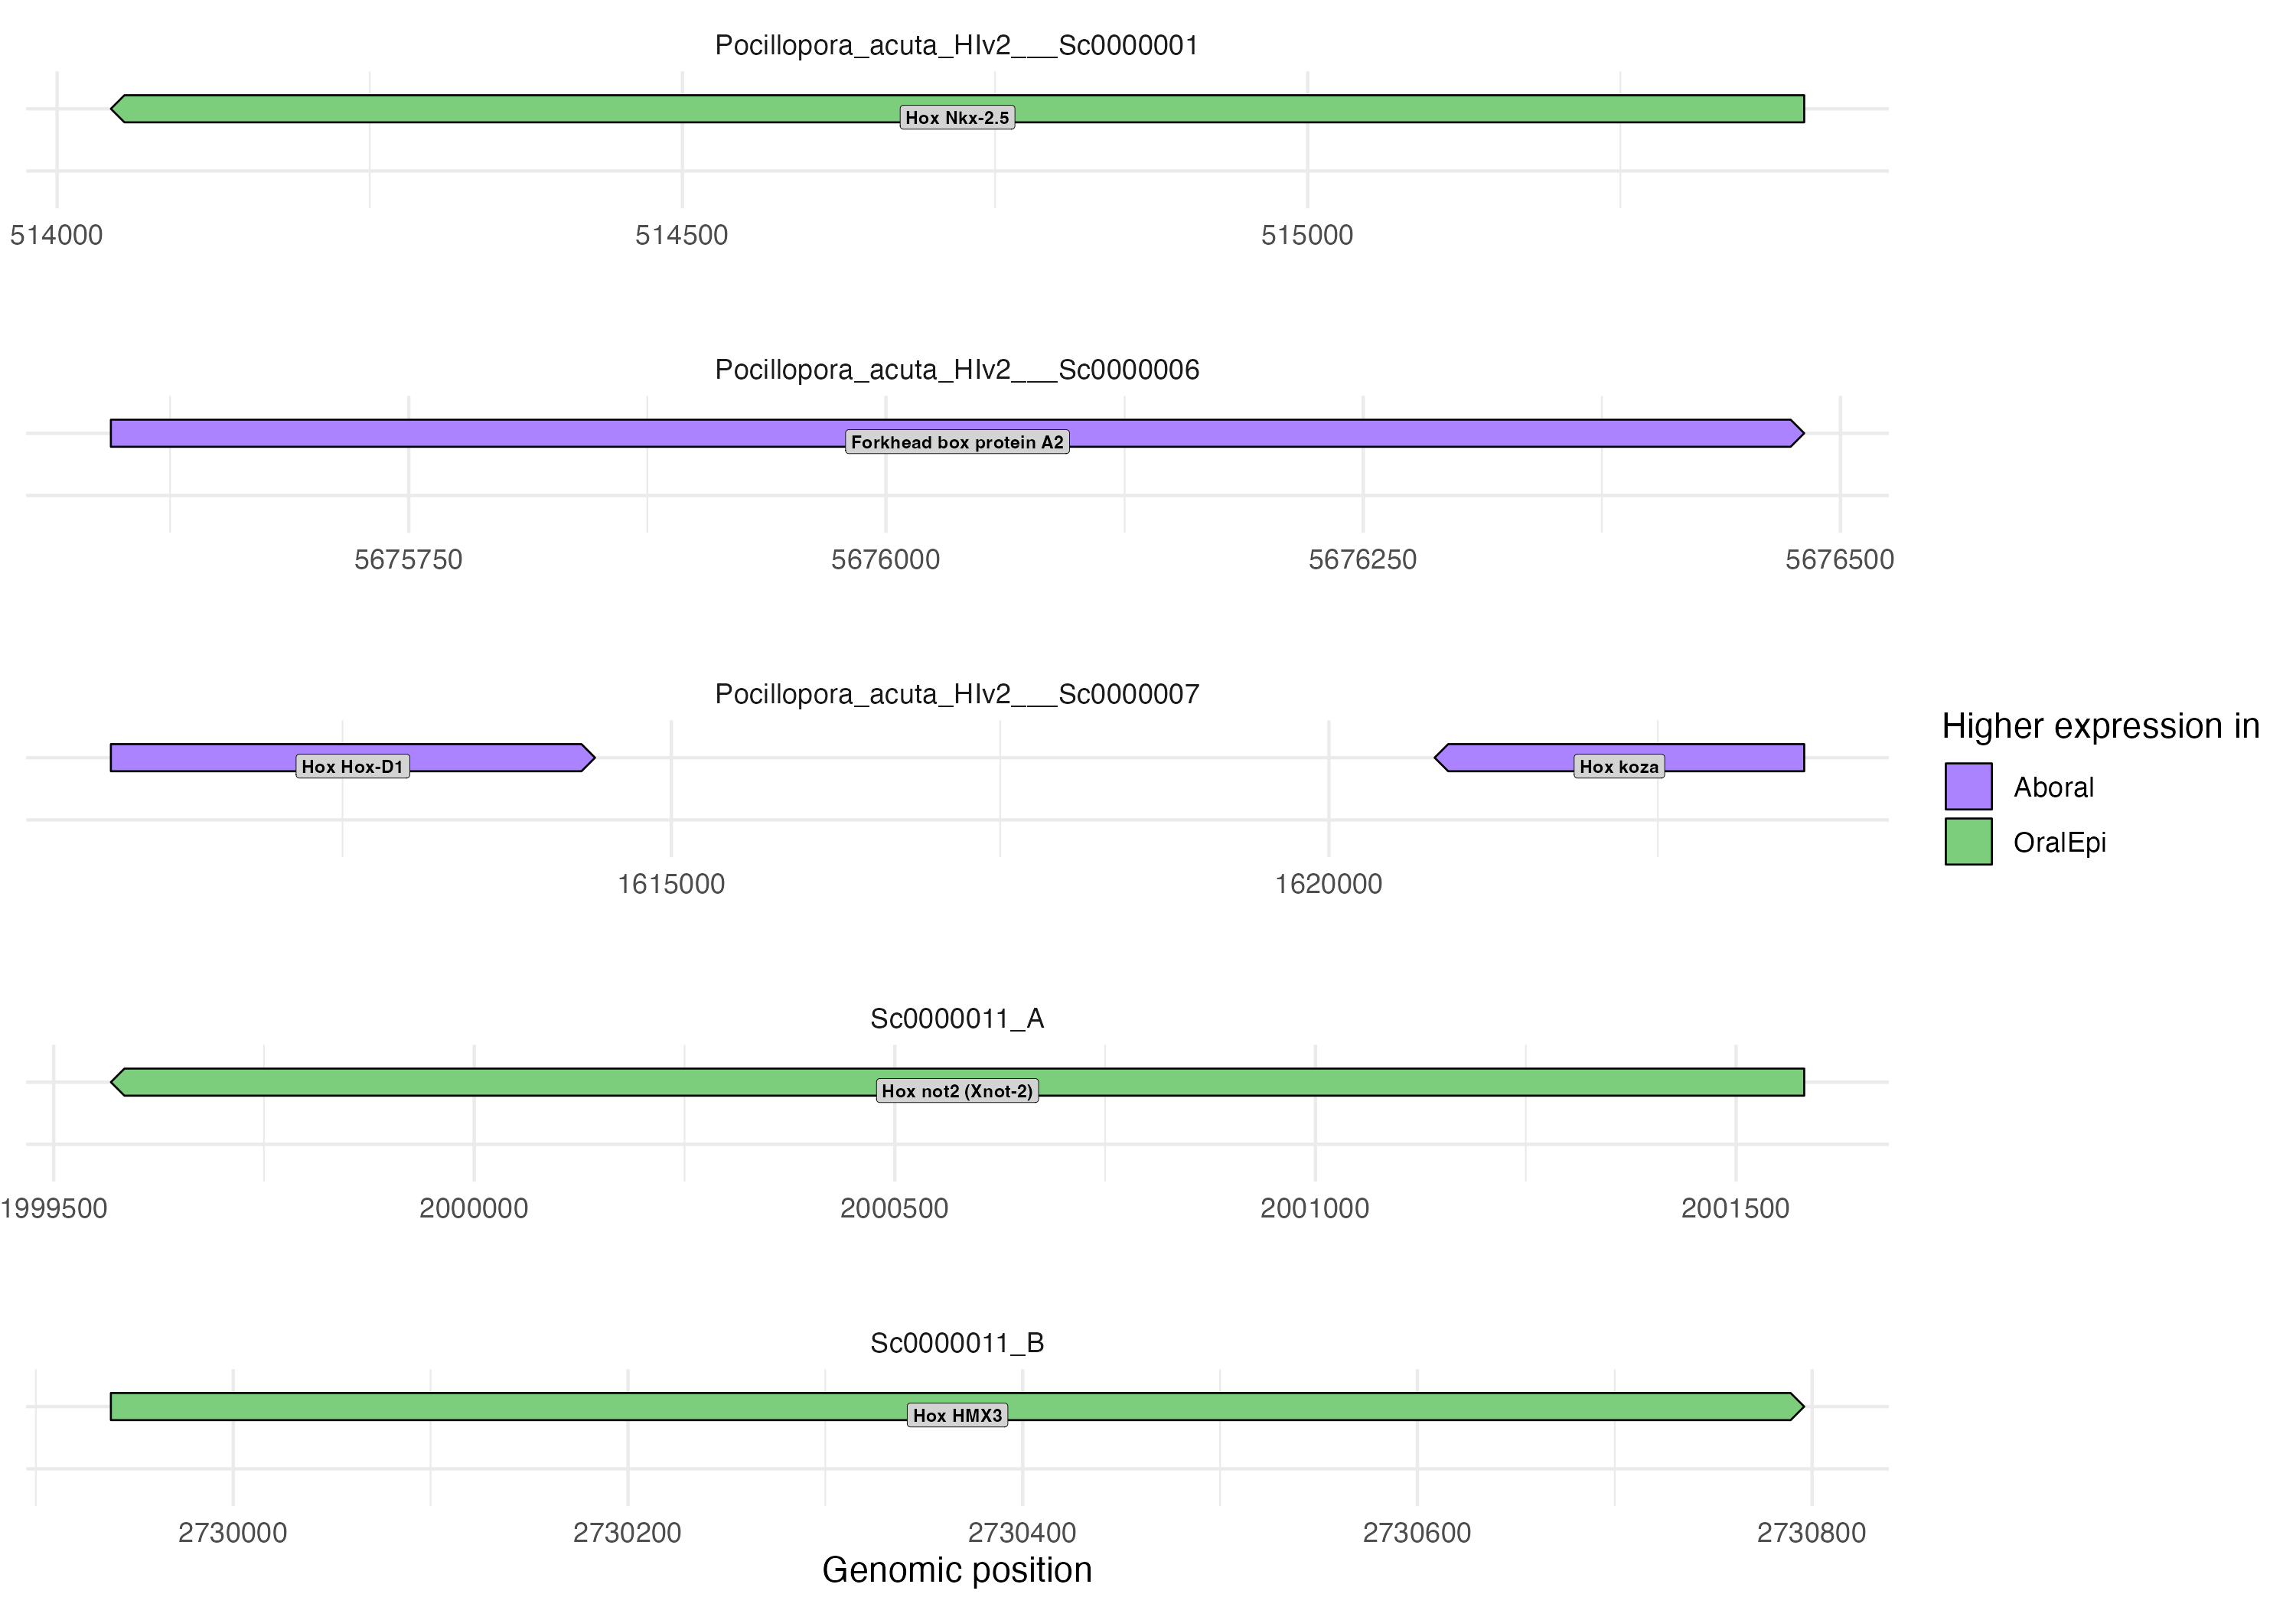 Pocillopora_acuta_HIv2___Sc0000001
Hox Nkx-2.5
514000 514500 515000
Pocillopora_acuta_HIv2___Sc0000006
Forkhead box protein A2
5675750 5676000 5676250 5676500
Pocillopora_acuta_HIv2___Sc0000007
Hox Hox-D1 Hox koza
1615000 1620000
Higher expression in
Aboral
OralEpi
Sc0000011_A
Hox not2 (Xnot-2)
1999500 2000000 2000500 2001000 2001500
Sc0000011_B
Hox HMX3
2730000 2730200 2730400 2730600 2730800
Genomic position